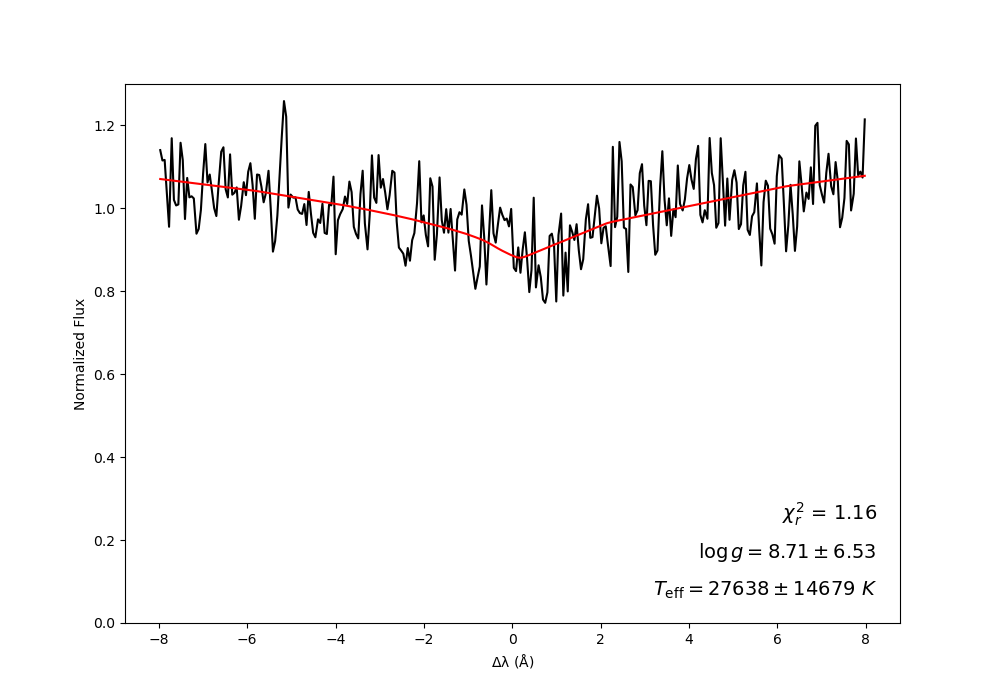 1.2
1.0
0.8
0.6
0.4
0.2
0.0
Normalized Flux
χ²ᵣ = 1.16
log g = 8.71 ± 6.53
T_eff = 27638 ± 14679 K
−8 −6 −4 −2 0 2 4 6 8
Δλ (Å)